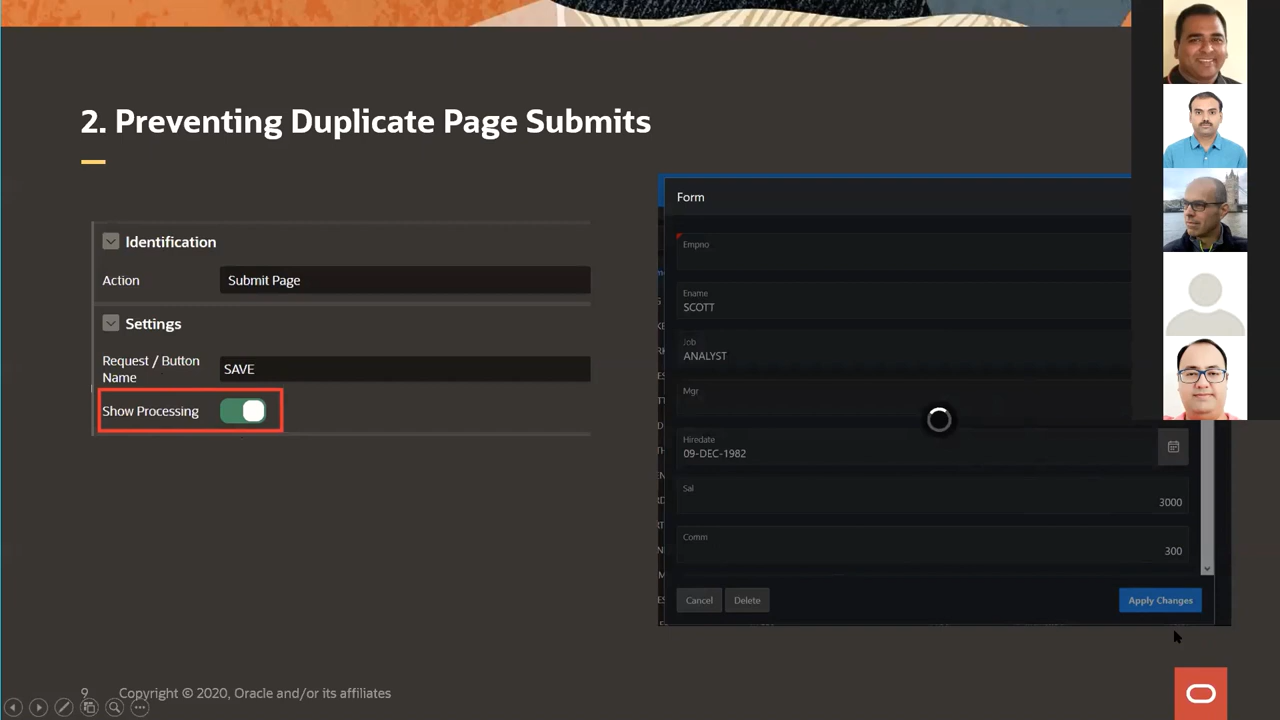 2. Preventing Duplicate Page Submits
Identification
Action
Submit Page
Settings
Request / Button
Name
SAVE
Show Processing
Form
Empno
Ename
SCOTT
Job
ANALYST
Mgr
Hiredate
09-DEC-1982
Sal
3000
Comm
300
Cancel
Delete
Apply Changes
9
Copyright © 2020, Oracle and/or its affiliates